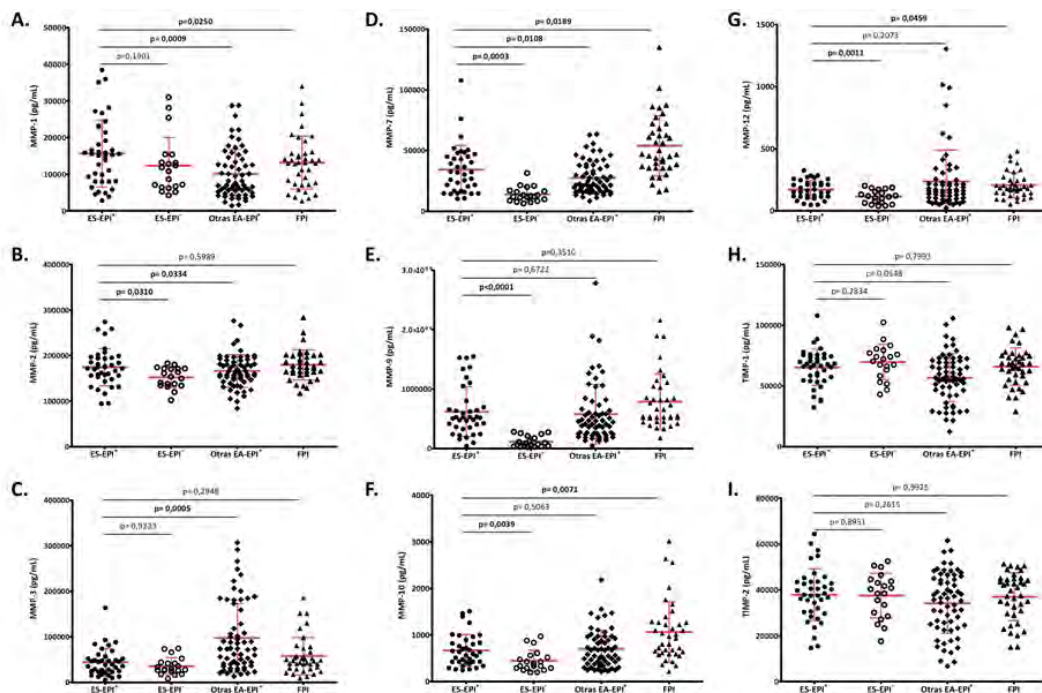 A.
p=0,0250
p= 0,0009
p=0,1901
50000
40000
30000
20000
10000
0
MMP-1 (pg/mL)
ES-EPI⁺
ES-EPI⁻
Otras EA-EPI⁺
FPI
B.
p= 0,5989
p= 0,0334
p= 0,0310
400000
300000
200000
100000
0
MMP-2 (pg/mL)
ES-EPI⁺
ES-EPI⁻
Otras EA-EPI⁺
FPI
C.
p=0,2948
p= 0,0005
p= 0,9323
400000
300000
200000
100000
0
MMP.3 (pg/mL)
ES-EPI⁺
ES-EPI⁻
Otras EA-EPI⁺
FPI
D.
p= 0,0189
p= 0,0108
p= 0,0003
150000
100000
50000
0
MMP-7 (pg/mL)
ES-EPI⁺
ES-EPI⁻
Otras EA-EPI⁺
FPI
E.
p=0,3510
p= 0,6722
p<0,0001
1000000
0
MMP-9 (pg/mL)
ES-EPI⁺
ES-EPI⁻
Otras EA-EPI⁺
FPI
F.
p= 0,0071
p= 0,5063
p= 0,0039
4000
3000
2000
1000
0
MMP-10 (pg/mL)
ES-EPI⁺
ES-EPI⁻
Otras EA-EPI⁺
FPI
G.
p= 0,0459
p= 0,2073
p= 0,0011
1500
1000
500
0
MMP-12 (pg/mL)
ES-EPI⁺
ES-EPI⁻
Otras EA-EPI⁺
FPI
H.
p= 0,7993
p= 0,0548
p= 0,2834
150000
100000
50000
0
TIMP-1 (pg/mL)
ES-EPI⁺
ES-EPI⁻
Otras EA-EPI⁺
FPI
I.
p= 0,9925
p= 0,2615
p= 0,8951
80000
60000
40000
20000
0
TIMP-2 (pg/mL)
ES-EPI⁺
ES-EPI⁻
Otras EA-EPI⁺
FPI